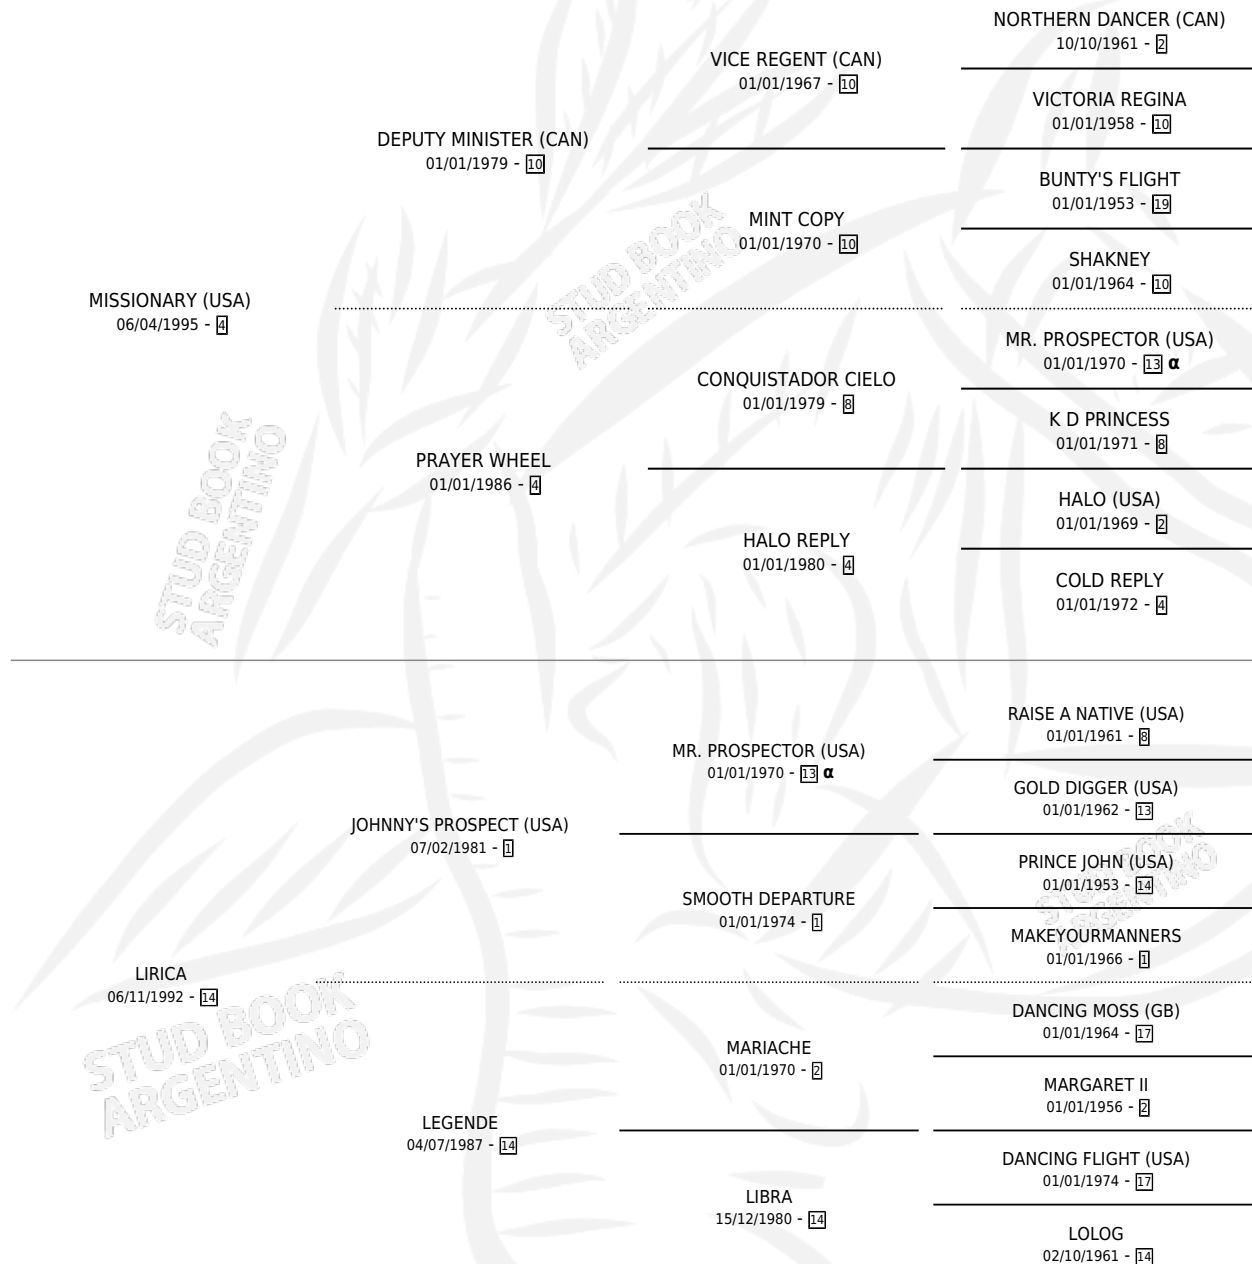 NORTHERN DANCER (CAN)
10/10/1961 - 2
VICE REGENT (CAN)
01/01/1967 - 10
VICTORIA REGINA
01/01/1958 - 10
DEPUTY MINISTER (CAN)
01/01/1979 - 10
BUNTY'S FLIGHT
01/01/1953 - 19
MINT COPY
01/01/1970 - 10
SHAKNEY
01/01/1964 - 10
MISSIONARY (USA)
06/04/1995 - 4
MR. PROSPECTOR (USA)
01/01/1970 - 13 α
CONQUISTADOR CIELO
01/01/1979 - 8
K D PRINCESS
01/01/1971 - 8
PRAYER WHEEL
01/01/1986 - 4
HALO (USA)
01/01/1969 - 2
HALO REPLY
01/01/1980 - 4
COLD REPLY
01/01/1972 - 4
RAISE A NATIVE (USA)
01/01/1961 - 8
MR. PROSPECTOR (USA)
01/01/1970 - 13 α
GOLD DIGGER (USA)
01/01/1962 - 13
JOHNNY'S PROSPECT (USA)
07/02/1981 - 1
PRINCE JOHN (USA)
01/01/1953 - 14
SMOOTH DEPARTURE
01/01/1974 - 1
MAKEYOURMANNERS
01/01/1966 - 1
LIRICA
06/11/1992 - 14
DANCING MOSS (GB)
01/01/1964 - 17
MARIACHE
01/01/1970 - 2
MARGARET II
01/01/1956 - 2
LEGENDE
04/07/1987 - 14
DANCING FLIGHT (USA)
01/01/1974 - 17
LIBRA
15/12/1980 - 14
LOLOG
02/10/1961 - 14
STUD BOOK
ARGENTINO
STUD BOOK
ARGENTINO
STUD BOOK
ARGENTINO
STUD BOOK
ARGENTINO